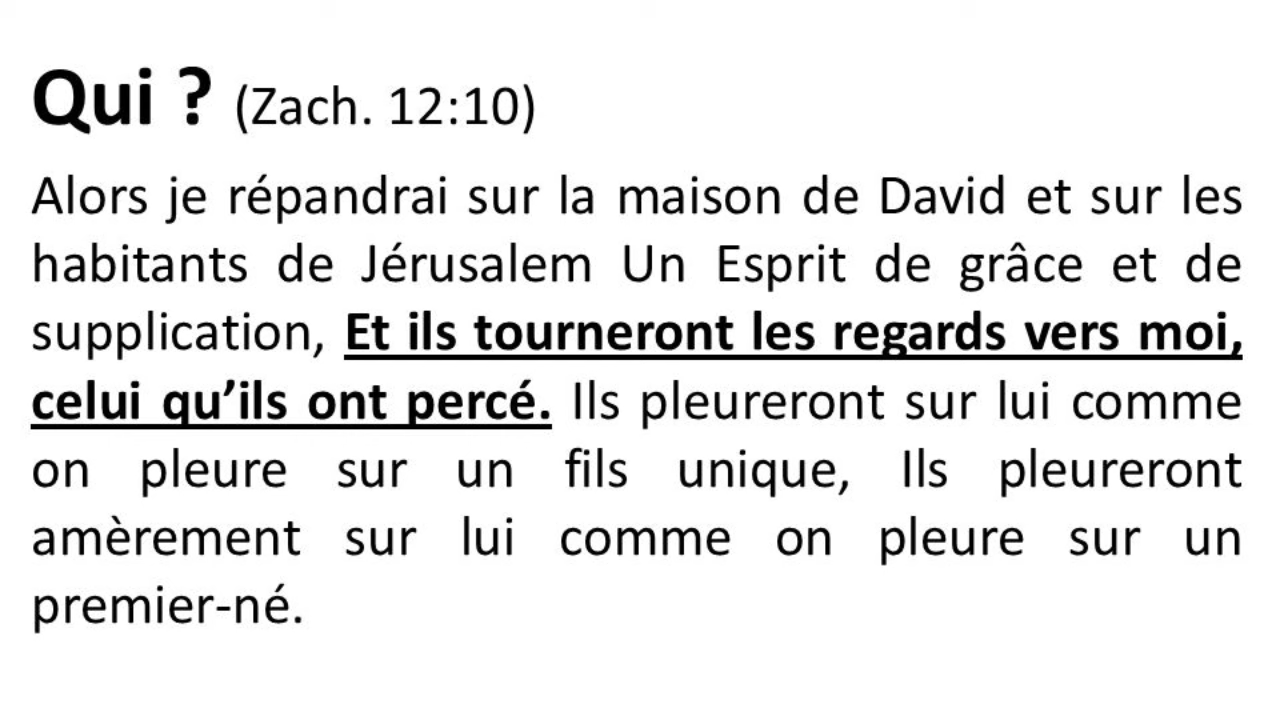 Qui ? (Zach. 12:10)
Alors je répandrai sur la maison de David et sur les
habitants de Jérusalem Un Esprit de grâce et de
supplication, Et ils tourneront les regards vers moi,
celui qu’ils ont percé. Ils pleureront sur lui comme
on pleure sur un fils unique, Ils pleureront
amèrement sur lui comme on pleure sur un
premier-né.